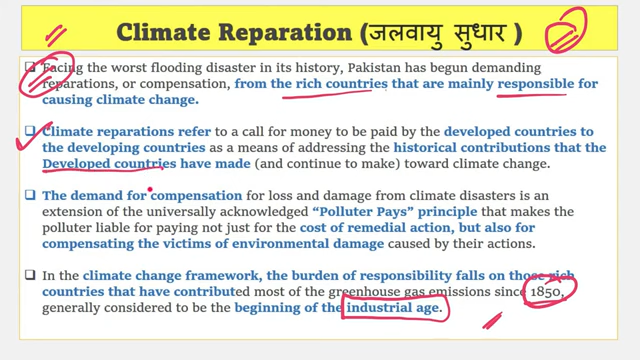 Climate Reparation (जलवायु सुधार )
Facing the worst flooding disaster in its history, Pakistan has begun demanding
reparations, or compensation, from the rich countries that are mainly responsible for
causing climate change.
Climate reparations refer to a call for money to be paid by the developed countries to
the developing countries as a means of addressing the historical contributions that the
Developed countries have made (and continue to make) toward climate change.
The demand for compensation for loss and damage from climate disasters is an
extension of the universally acknowledged “Polluter Pays” principle that makes the
polluter liable for paying not just for the cost of remedial action, but also for
compensating the victims of environmental damage caused by their actions.
In the climate change framework, the burden of responsibility falls on those rich
countries that have contributed most of the greenhouse gas emissions since 1850,
generally considered to be the beginning of the industrial age.